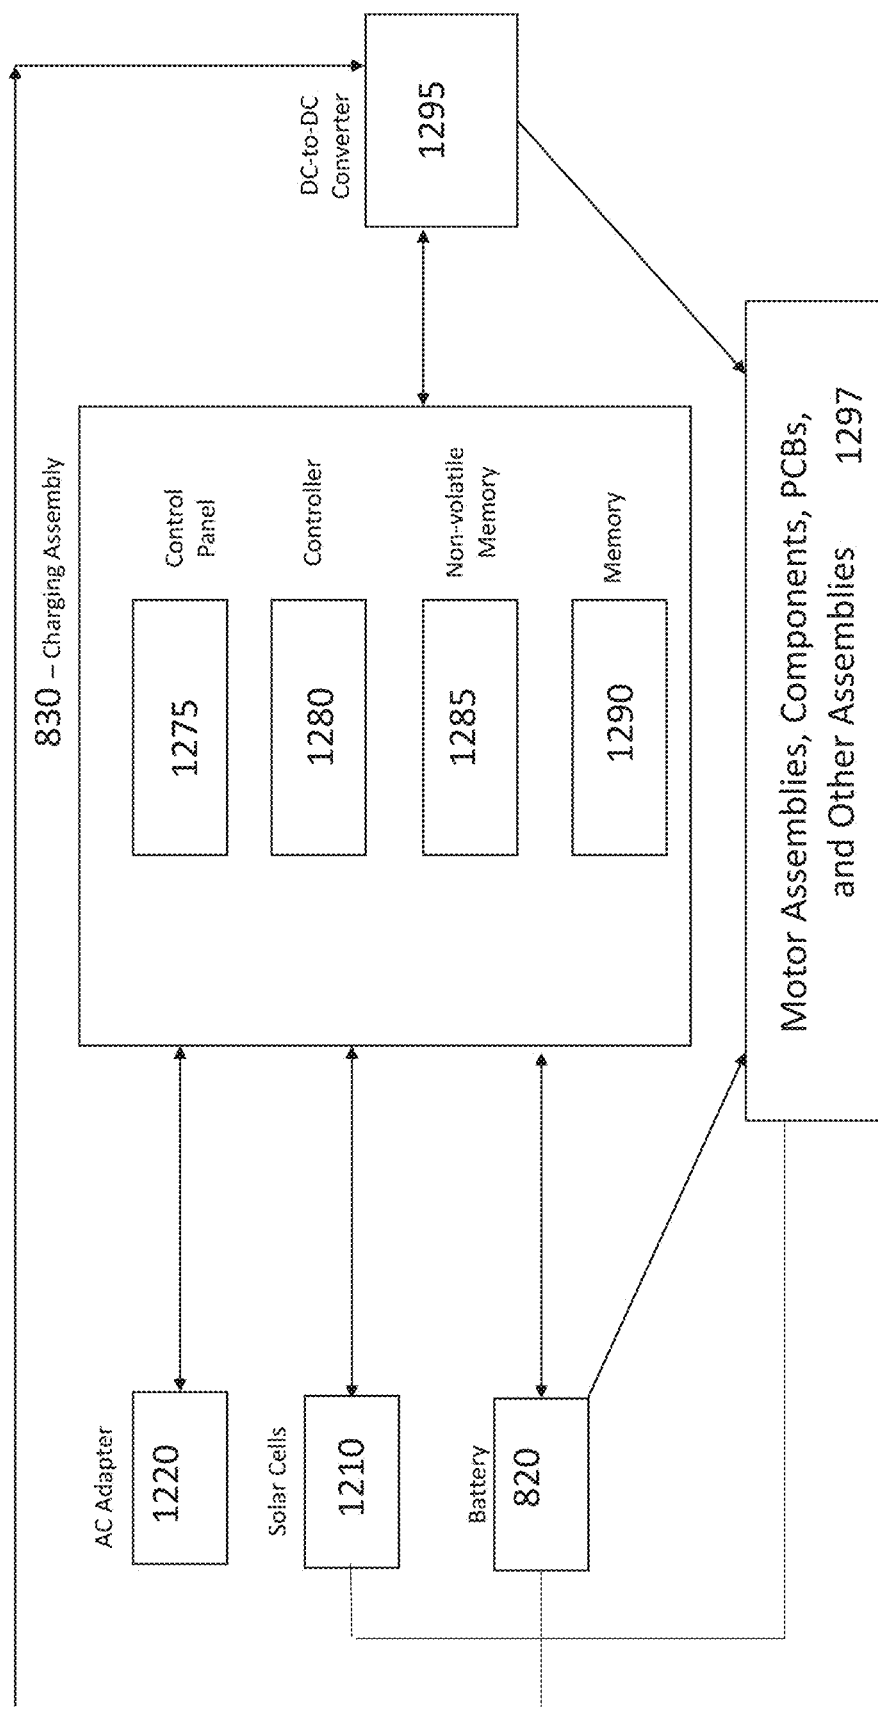 830 – Charging Assembly
AC Adapter
1220
Solar Cells
1210
Battery
820
1275
Control
Panel
1280
Controller
1285
Non-volatile
Memory
1290
Memory
DC-to-DC
Converter
1295
Motor Assemblies, Components, PCBs,
and Other Assemblies 1297